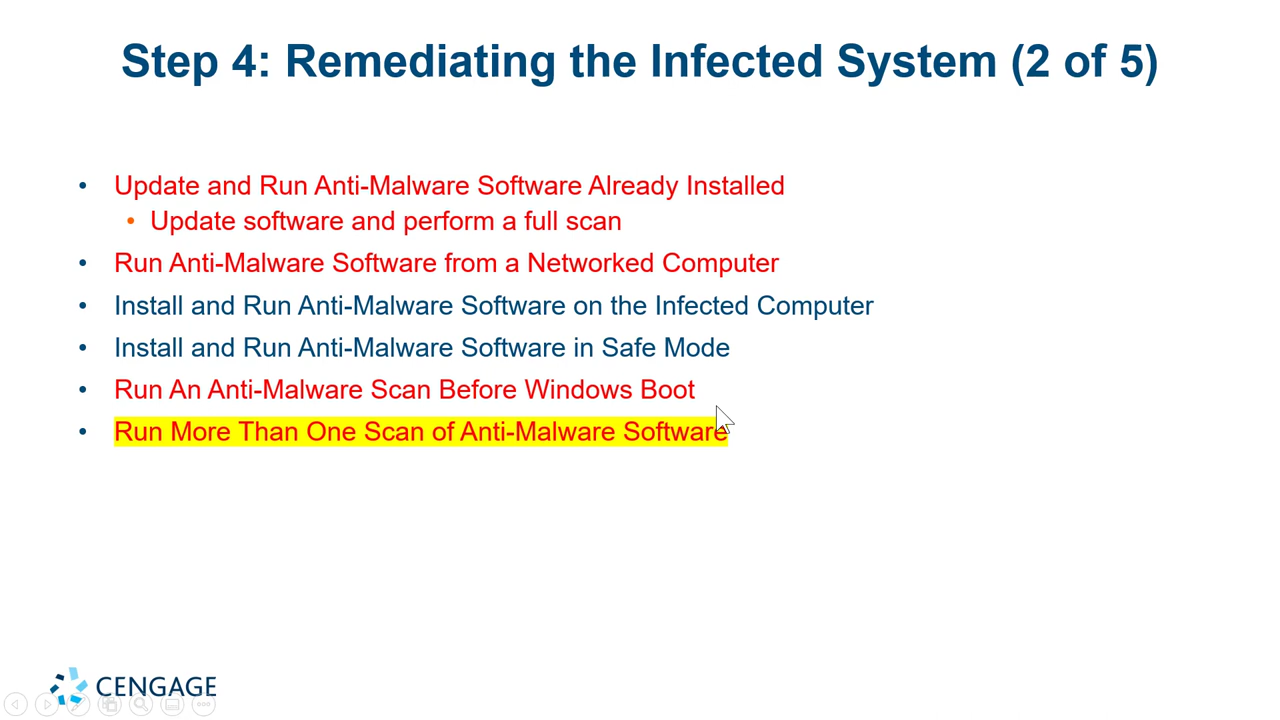 Step 4: Remediating the Infected System (2 of 5)
• Update and Run Anti-Malware Software Already Installed
• Update software and perform a full scan
• Run Anti-Malware Software from a Networked Computer
• Install and Run Anti-Malware Software on the Infected Computer
• Install and Run Anti-Malware Software in Safe Mode
• Run An Anti-Malware Scan Before Windows Boot
• Run More Than One Scan of Anti-Malware Software
CENGAGE